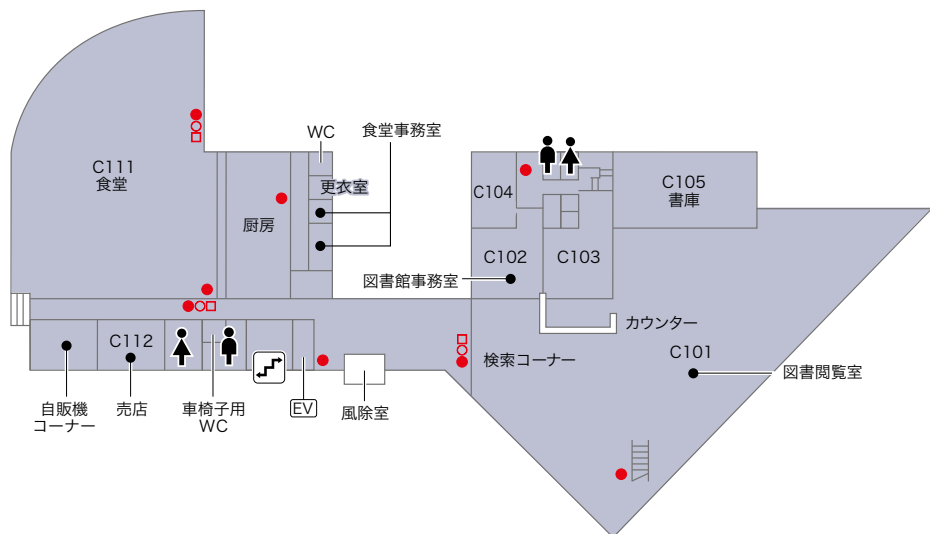 WC
食堂事務室
C111
食堂
更衣室
厨房
C104
C105
書庫
C102
C103
図書館事務室
カウンター
C112
検索コーナー
C101
図書閲覧室
自販機
コーナー
売店
車椅子用
WC
EV
風除室